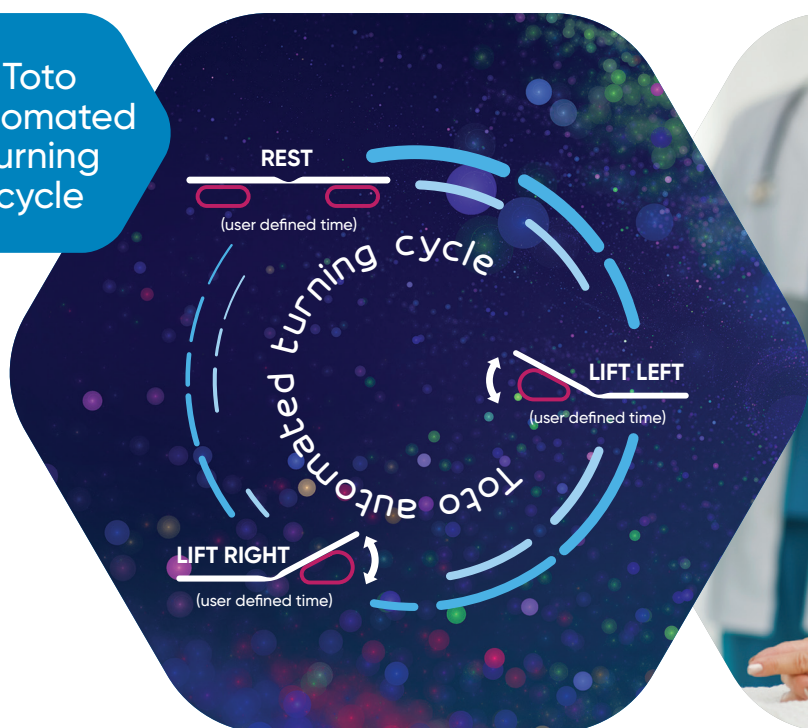 Toto
omated
urning
cycle
REST
(user defined time)
Toto automated turning cycle
LIFT LEFT
(user defined time)
LIFT RIGHT
(user defined time)